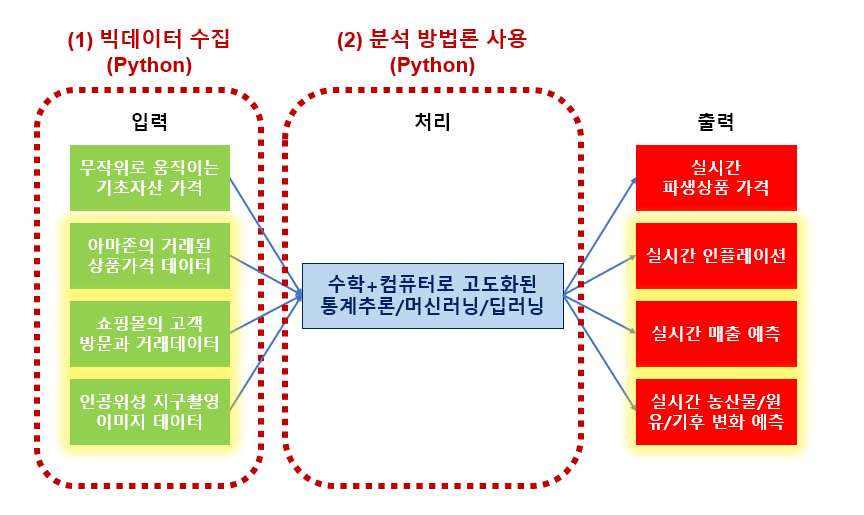 (1) 빅데이터 수집
(Python)
(2) 분석 방법론 사용
(Python)
입력
처리
출력
무작위로 움직이는
기초자산 가격
아마존의 거래된
상품가격 데이터
쇼핑몰의 고객
방문과 거래데이터
인공위성 지구촬영
이미지 데이터
수학+컴퓨터로 고도화된
통계추론/머신러닝/딥러닝
실시간
파생상품 가격
실시간 인플레이션
실시간 매출 예측
실시간 농산물/원
유/기후 변화 예측